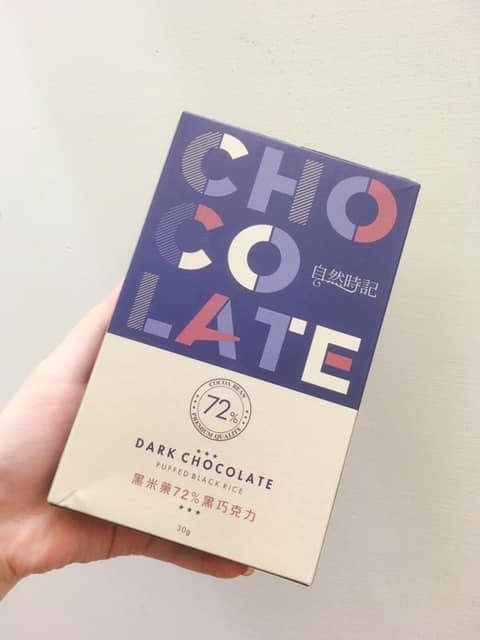 CHO
CO
自然時記
LATE
COCOA BEAN
72%
PREMIUM QUALITY
DARK CHOCOLATE
PUFFED BLACK RICE
黑米菓72%黑巧克力
30g